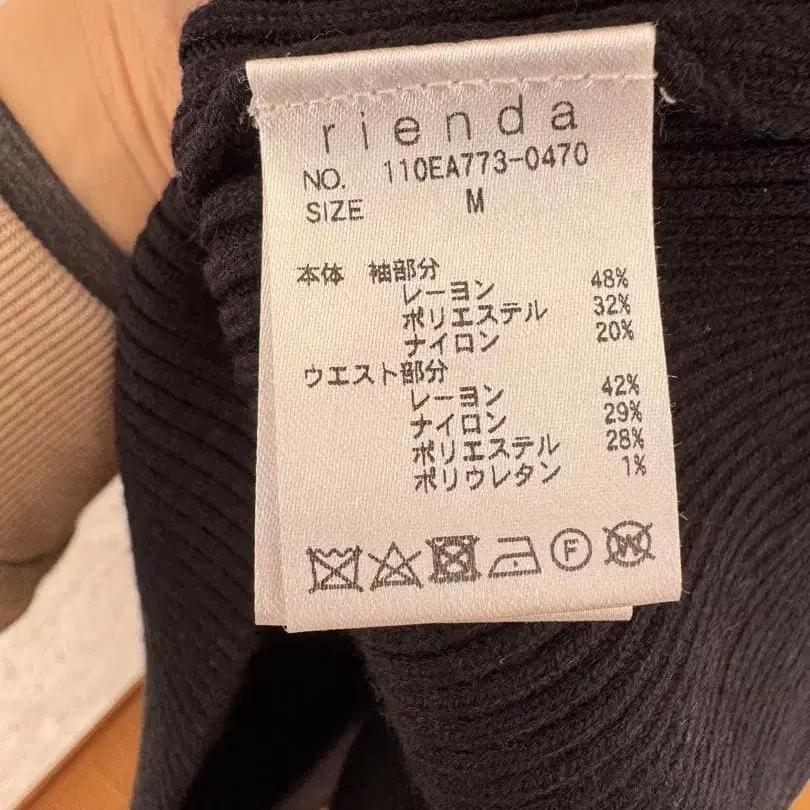 rienda
NO. 110EA773-0470
SIZE M
本体 袖部分
レーヨン 48%
ポリエステル 32%
ナイロン 20%
ウエスト部分
レーヨン 42%
ナイロン 29%
ポリエステル 28%
ポリウレタン 1%
F W